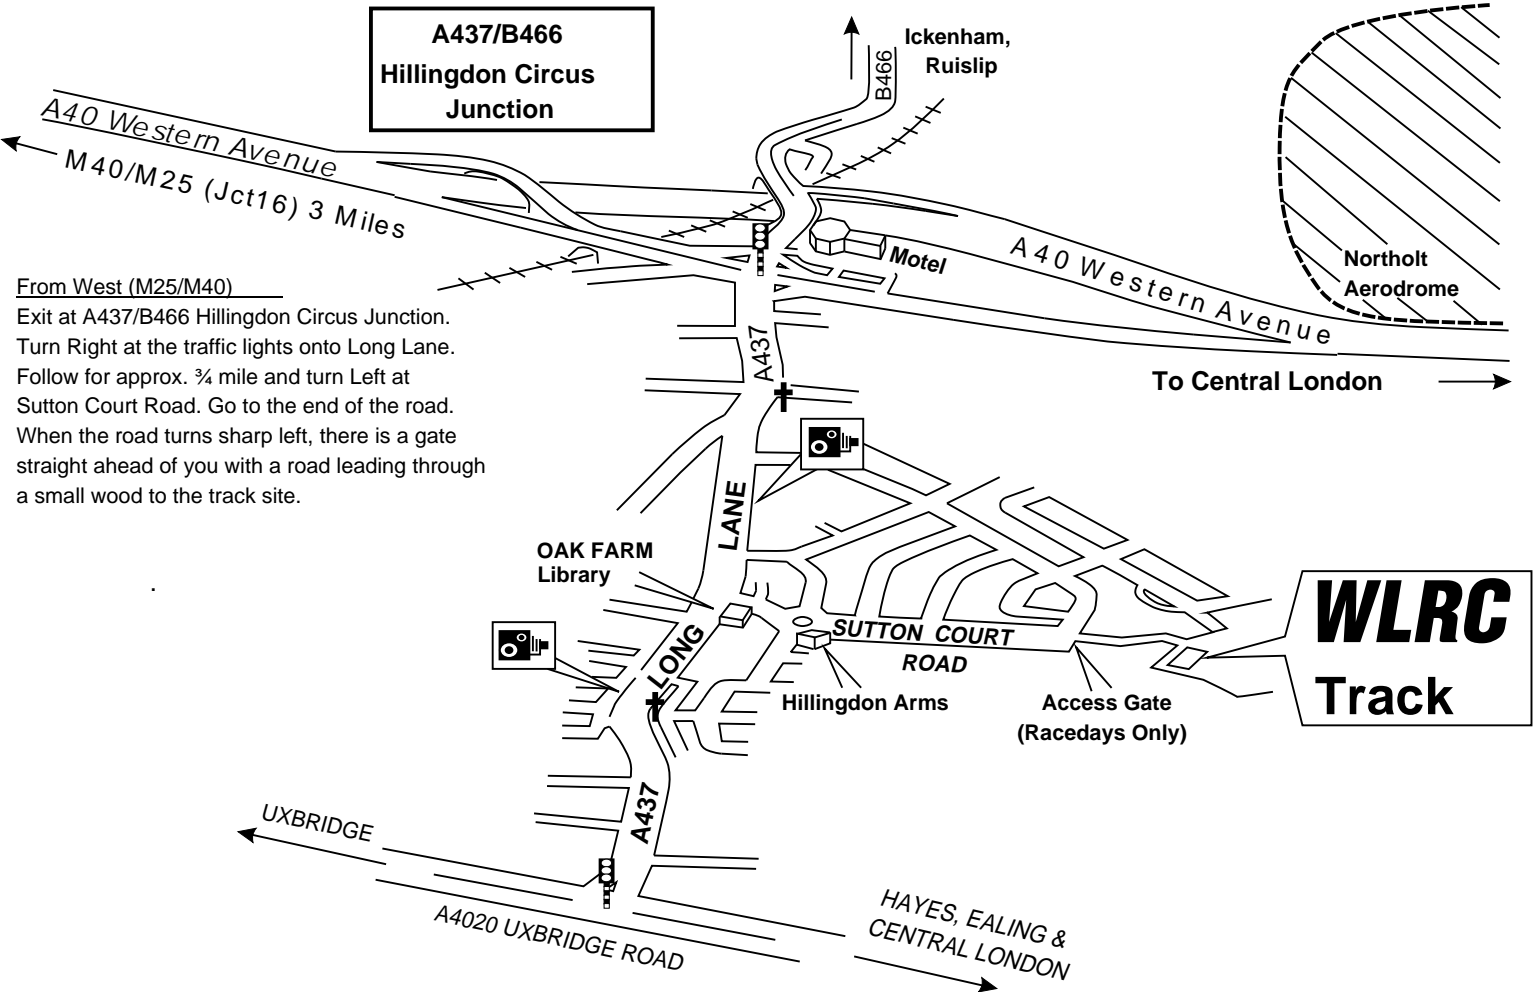 A437/B466
Hillingdon Circus
Junction
Ickenham,
Ruislip
B466
A40 Western Avenue
M40/M25 (Jct16) 3 Miles
Motel
A40 Western Avenue
Northolt
Aerodrome
To Central London
From West (M25/M40)
Exit at A437/B466 Hillingdon Circus Junction.
Turn Right at the traffic lights onto Long Lane.
Follow for approx. ¾ mile and turn Left at
Sutton Court Road. Go to the end of the road.
When the road turns sharp left, there is a gate
straight ahead of you with a road leading through
a small wood to the track site.
.
A437
LANE
OAK FARM
Library
LONG
SUTTON COURT
ROAD
Hillingdon Arms
Access Gate
(Racedays Only)
WLRC
Track
A437
UXBRIDGE
A4020 UXBRIDGE ROAD
HAYES, EALING &
CENTRAL LONDON